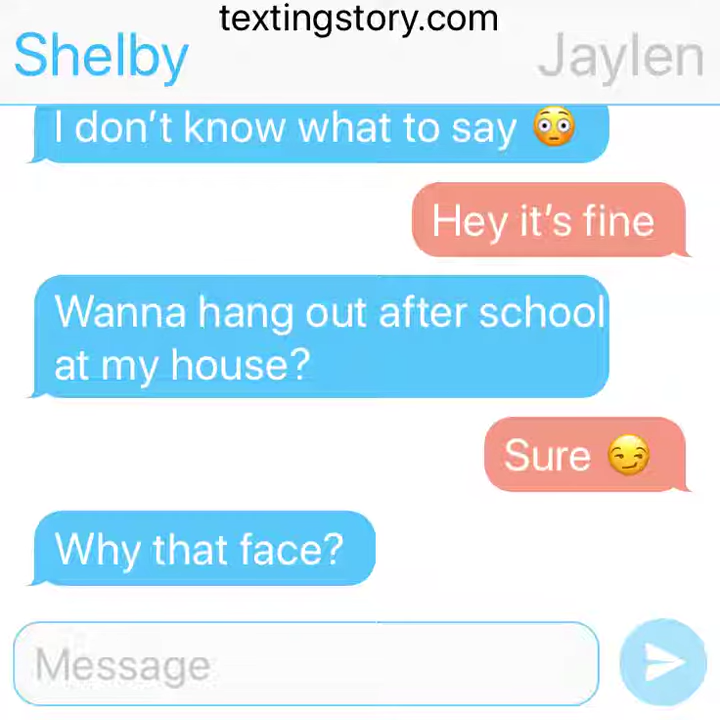 textingstory.com
Shelby Jaylen
I don’t know what to say 😳
Hey it’s fine
Wanna hang out after school
at my house?
Sure 😏
Why that face?
Message